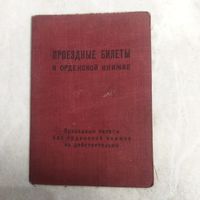 ПРОЕЗДНЫЕ БИЛЕТЫ
К ОРДЕНСКОЙ КНИЖКЕ
Проездные билеты
без орденской книжки
не действительны